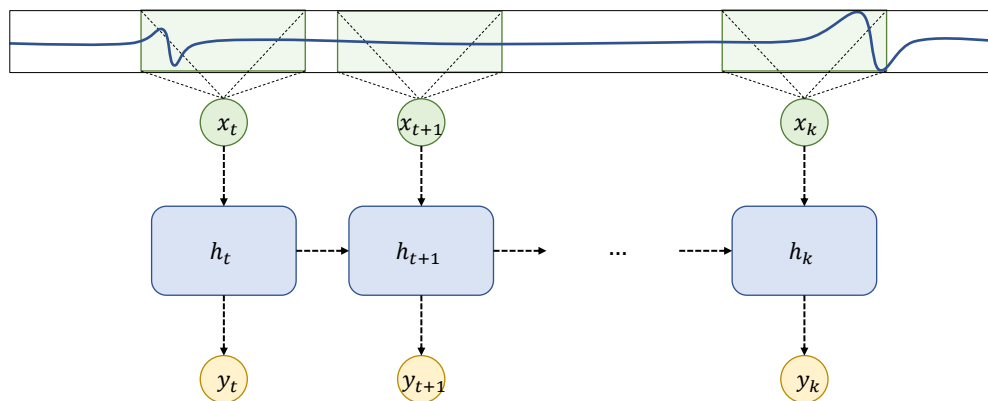 x_t x_{t+1} x_k
h_t h_{t+1} ... h_k
y_t y_{t+1} y_k